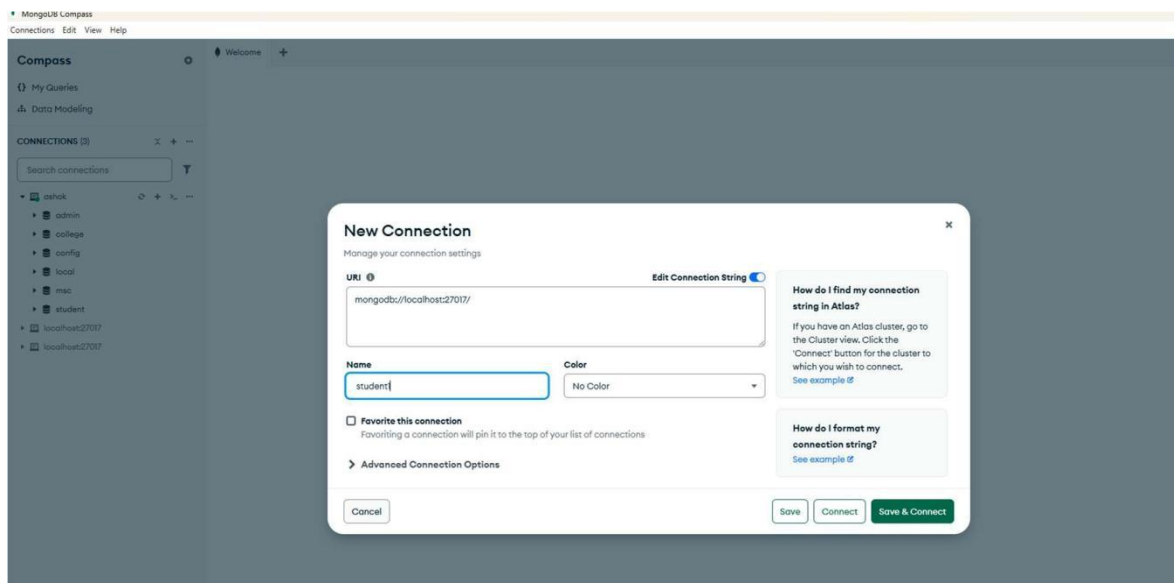 MongoDB Compass
Connections Edit View Help
Compass
Welcome
My Queries
Data Modeling
CONNECTIONS (3)
Search connections
ashok
admin
college
config
local
msc
student
localhost:27017
localhost:27017
New Connection
Manage your connection settings
URI
Edit Connection String
mongodb://localhost:27017/
Name
Color
student1
No Color
Favorite this connection
Favoriting a connection will pin it to the top of your list of connections
Advanced Connection Options
How do I find my connection
string in Atlas?
If you have an Atlas cluster, go to
the Cluster view. Click the
'Connect' button for the cluster to
which you wish to connect.
See example
How do I format my
connection string?
See example
Cancel
Save
Connect
Save & Connect